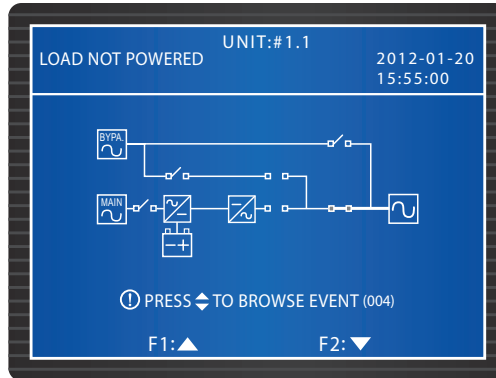 UNIT:#1.1
LOAD NOT POWERED
2012-01-20
15:55:00
BYPA.
MAIN
PRESS TO BROWSE EVENT (004)
F1: F2: